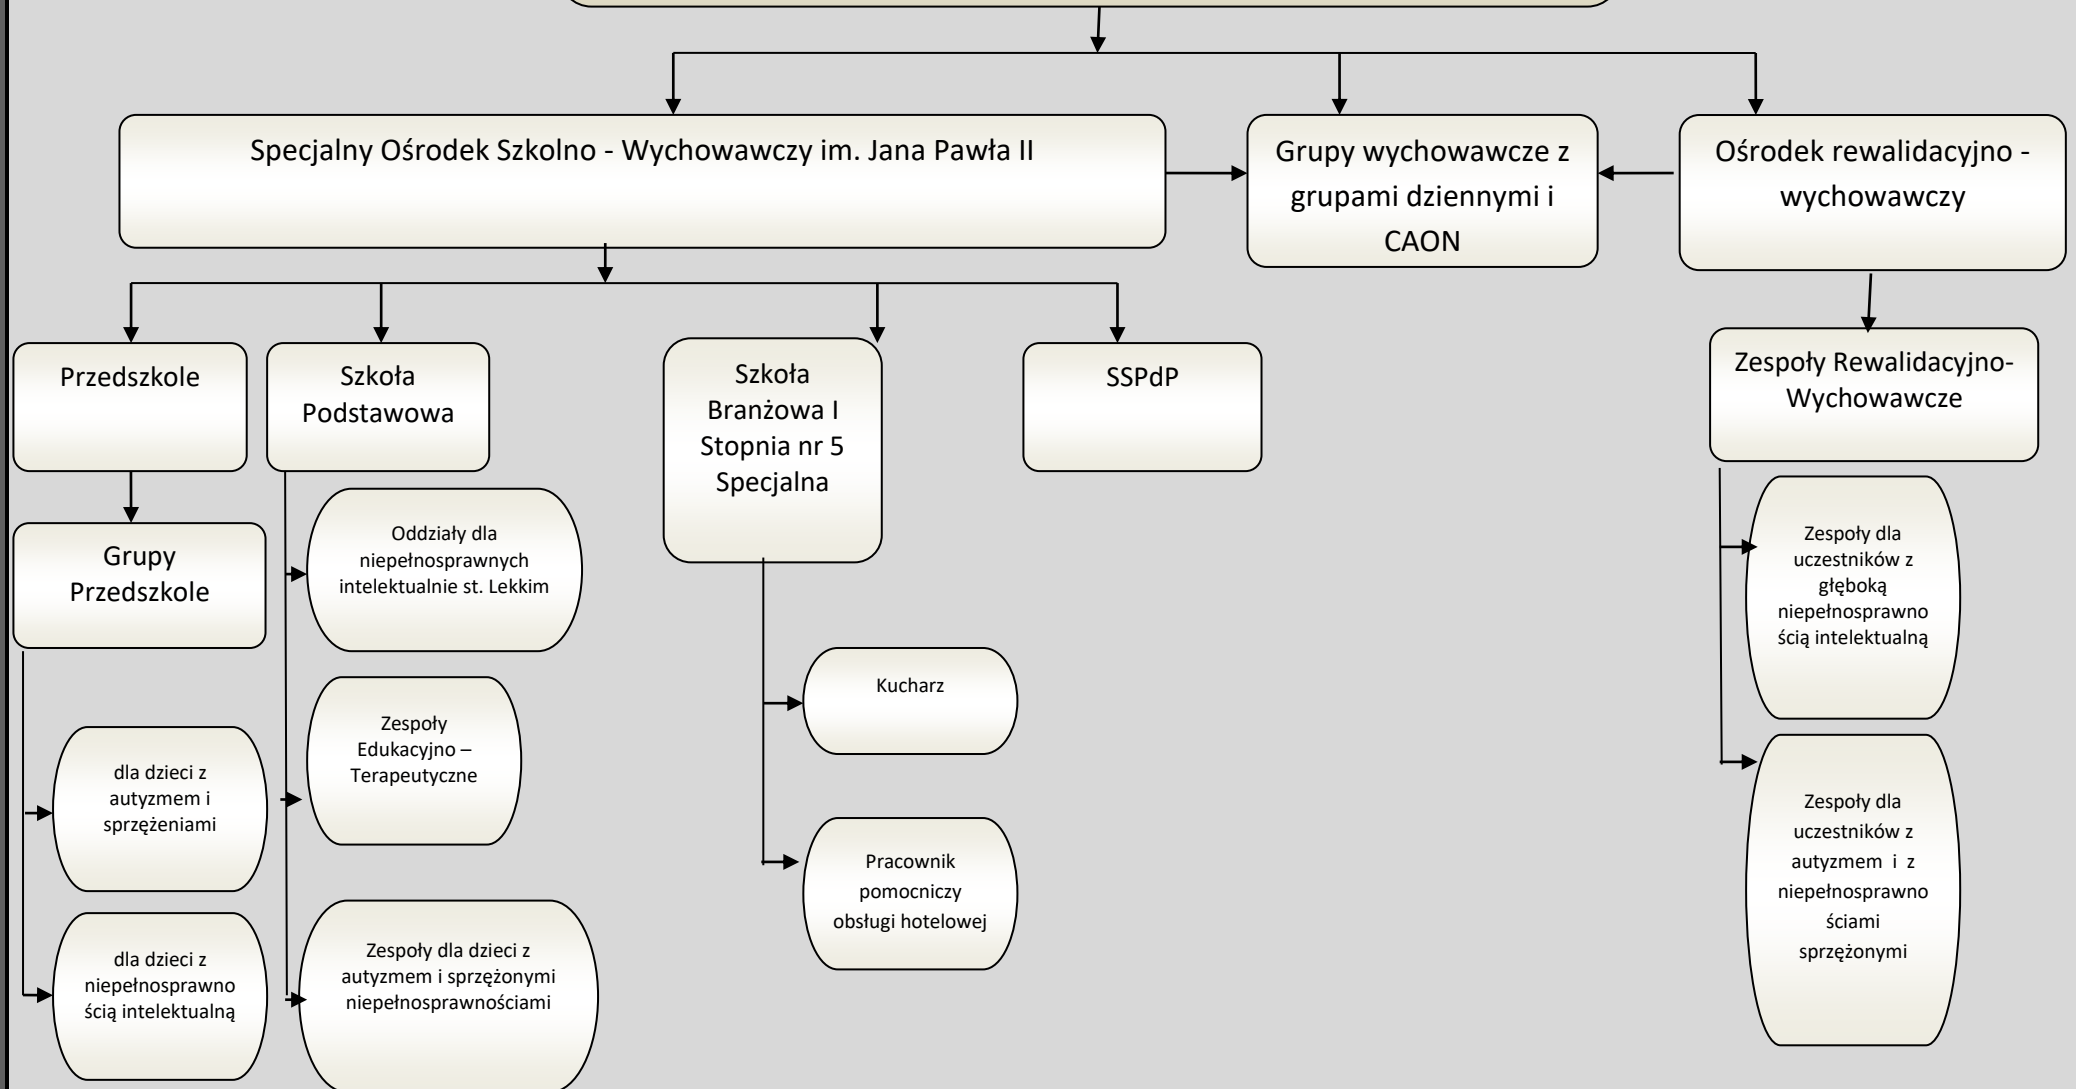 Specjalny Ośrodek Szkolno - Wychowawczy im. Jana Pawła II
Grupy wychowawcze z
grupami dziennymi i
CAON
Ośrodek rewalidacyjno -
wychowawczy
Przedszkole
Szkoła
Podstawowa
Szkoła
Branżowa I
Stopnia nr 5
Specjalna
SSPdP
Zespoły Rewalidacyjno-
Wychowawcze
Grupy
Przedszkole
dla dzieci z
autyzmem i
sprzężeniami
dla dzieci z
niepełnosprawno
ścią intelektualną
Oddziały dla
niepełnosprawnych
intelektualnie st. Lekkim
Zespoły
Edukacyjno –
Terapeutyczne
Zespoły dla dzieci z
autyzmem i sprzężonymi
niepełnosprawnościami
Kucharz
Pracownik
pomocniczy
obsługi hotelowej
Zespoły dla
uczestników z
głęboką
niepełnosprawno
ścią intelektualną
Zespoły dla
uczestników z
autyzmem i z
niepełnosprawno
ściami
sprzężonymi